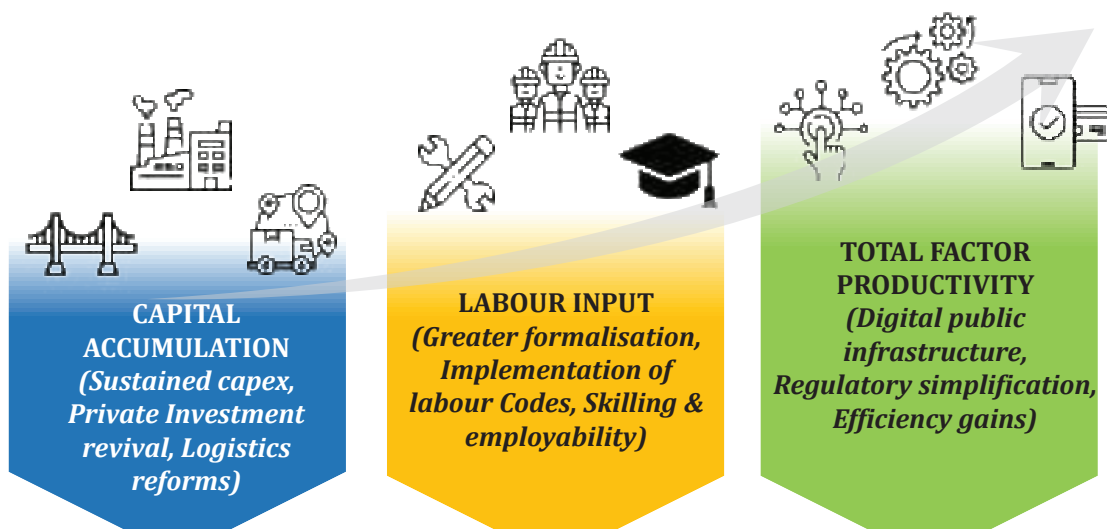 CAPITAL
ACCUMULATION
(Sustained capex,
Private Investment
revival, Logistics
reforms)
LABOUR INPUT
(Greater formalisation,
Implementation of
labour Codes, Skilling &
employability)
TOTAL FACTOR
PRODUCTIVITY
(Digital public
infrastructure,
Regulatory simplification,
Efficiency gains)